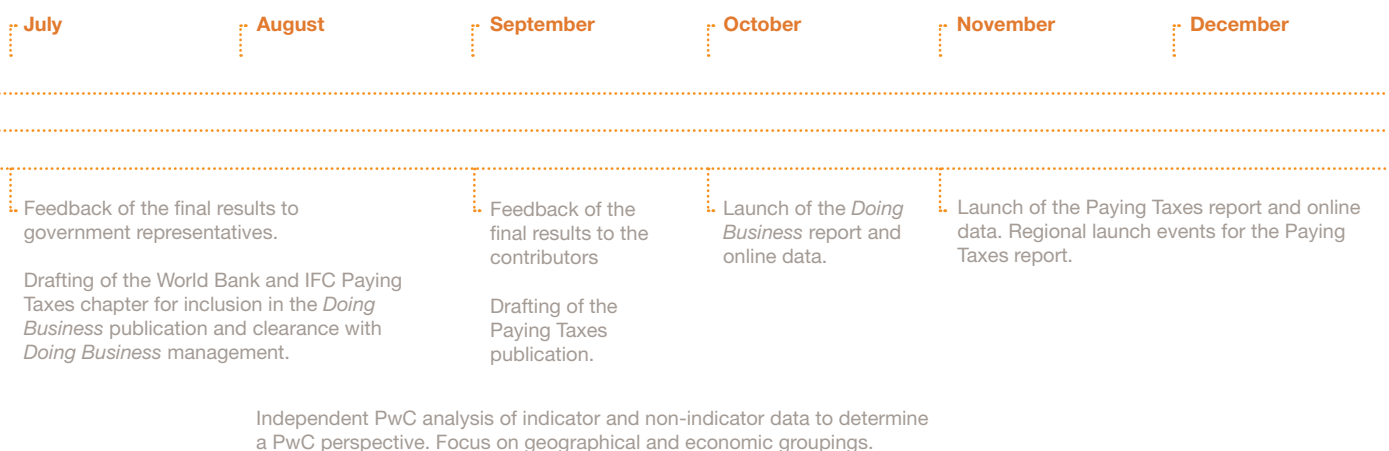 July
August
September
October
November
December
Feedback of the final results to
government representatives.
Drafting of the World Bank and IFC Paying
Taxes chapter for inclusion in the Doing
Business publication and clearance with
Doing Business management.
Feedback of the
final results to the
contributors
Drafting of the
Paying Taxes
publication.
Launch of the Doing
Business report and
online data.
Launch of the Paying Taxes report and online
data. Regional launch events for the Paying
Taxes report.
Independent PwC analysis of indicator and non-indicator data to determine
a PwC perspective. Focus on geographical and economic groupings.